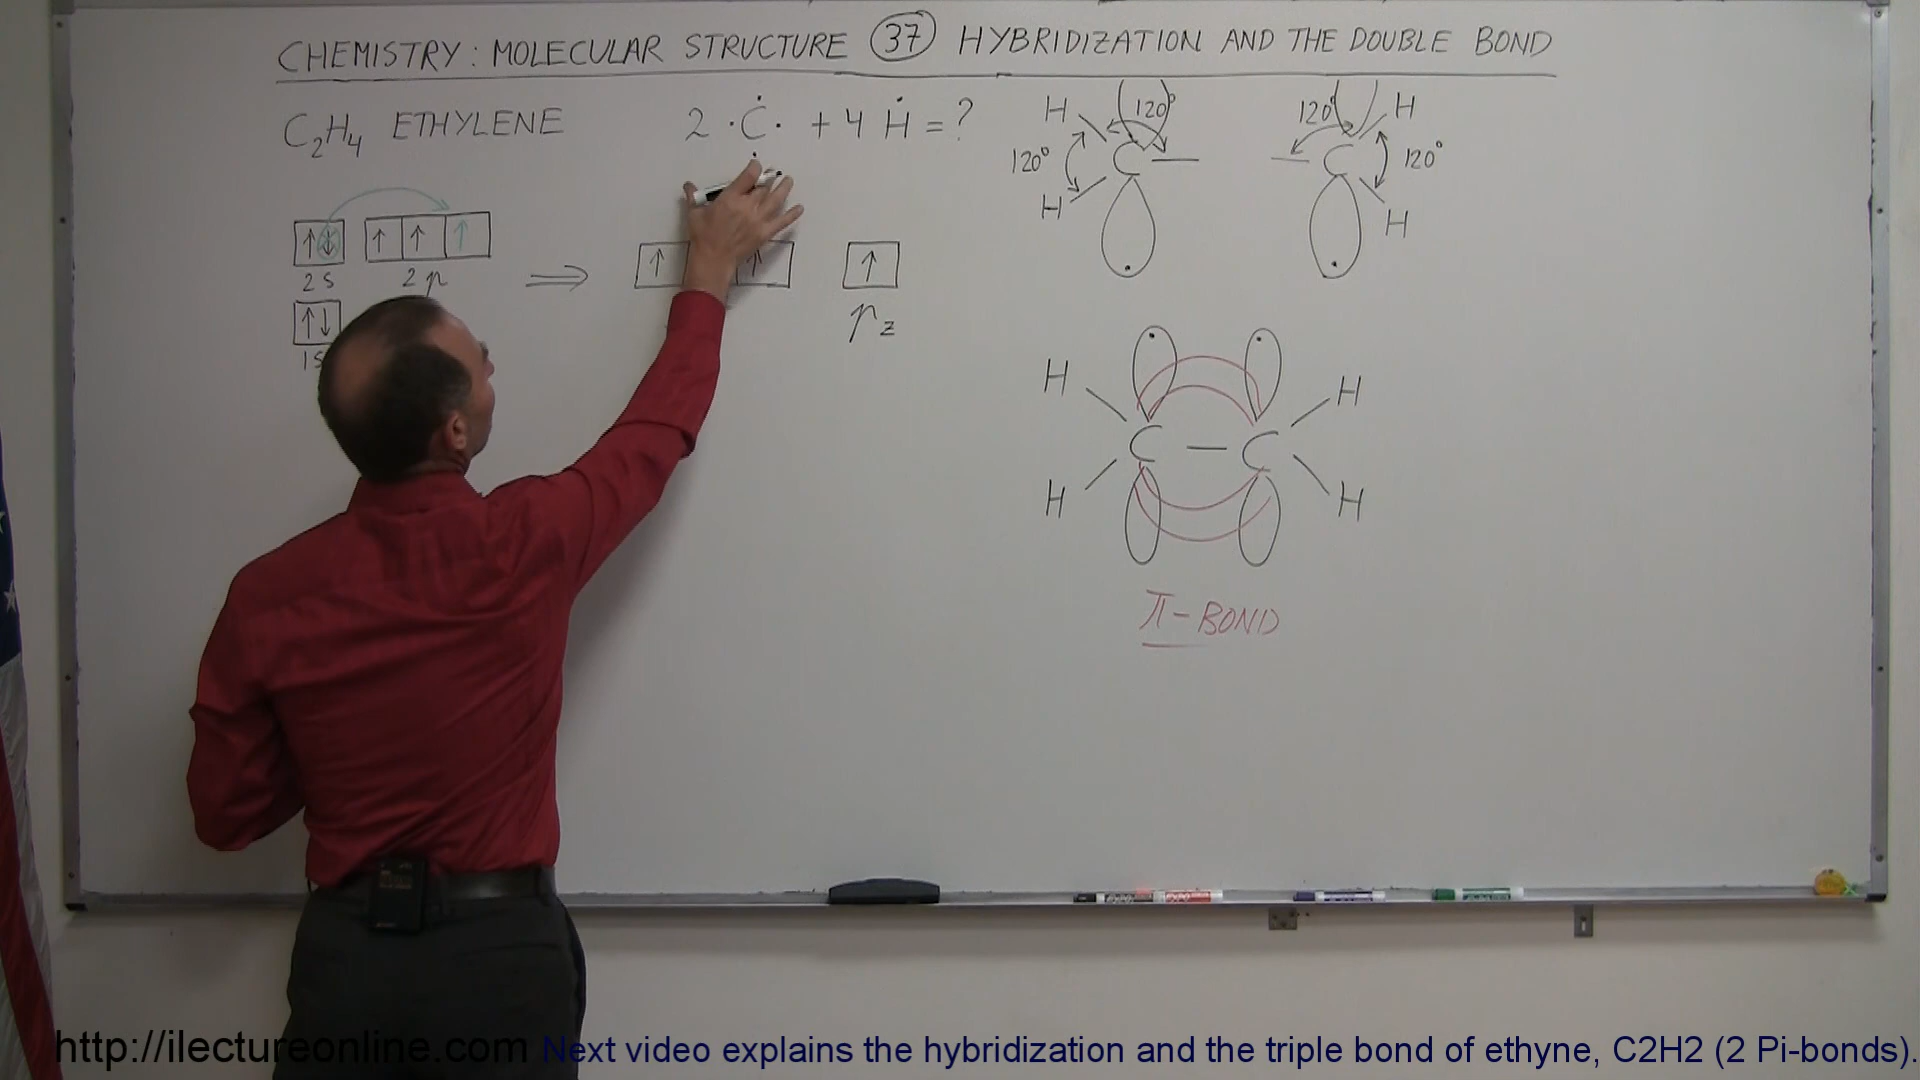 CHEMISTRY: MOLECULAR STRUCTURE 37 HYBRIDIZATION AND THE DOUBLE BOND
C2H4 ETHYLENE
2 ·C· + 4 H = ?
H 120° C
120°
H
120° H
C 120°
H
↑↓ ↑ ↑ ↑
2s 2p
⇒
↑ ↑ ↑
pz
↑↓
1s
H H
C — C
H H
π-BOND
http://ilectureonline.com Next video explains the hybridization and the triple bond of ethyne, C2H2 (2 Pi-bonds).